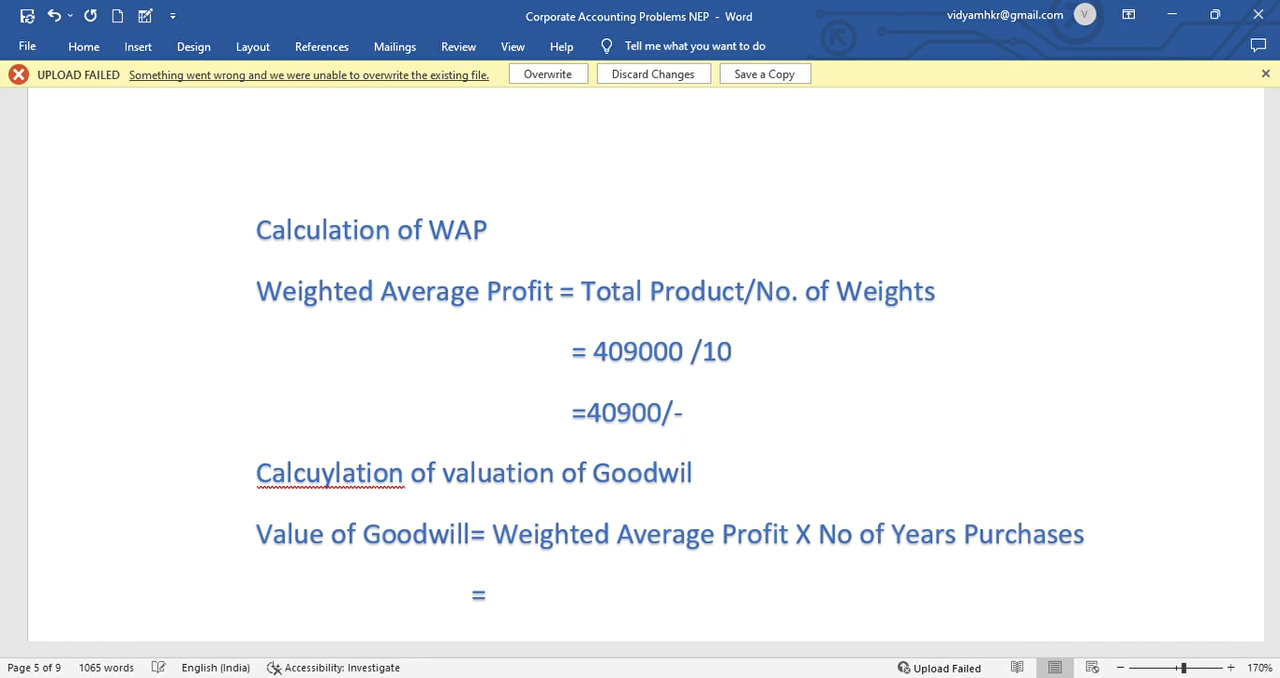 Corporate Accounting Problems NEP - Word
vidyamhkr@gmail.com
V
File Home Insert Design Layout References Mailings Review View Help Tell me what you want to do
UPLOAD FAILED Something went wrong and we were unable to overwrite the existing file. Overwrite Discard Changes Save a Copy
Calculation of WAP
Weighted Average Profit = Total Product/No. of Weights
= 409000 /10
=40900/-
Calcuylation of valuation of Goodwil
Value of Goodwill= Weighted Average Profit X No of Years Purchases
=
Page 5 of 9 1065 words English (India) Accessibility: Investigate Upload Failed 170%